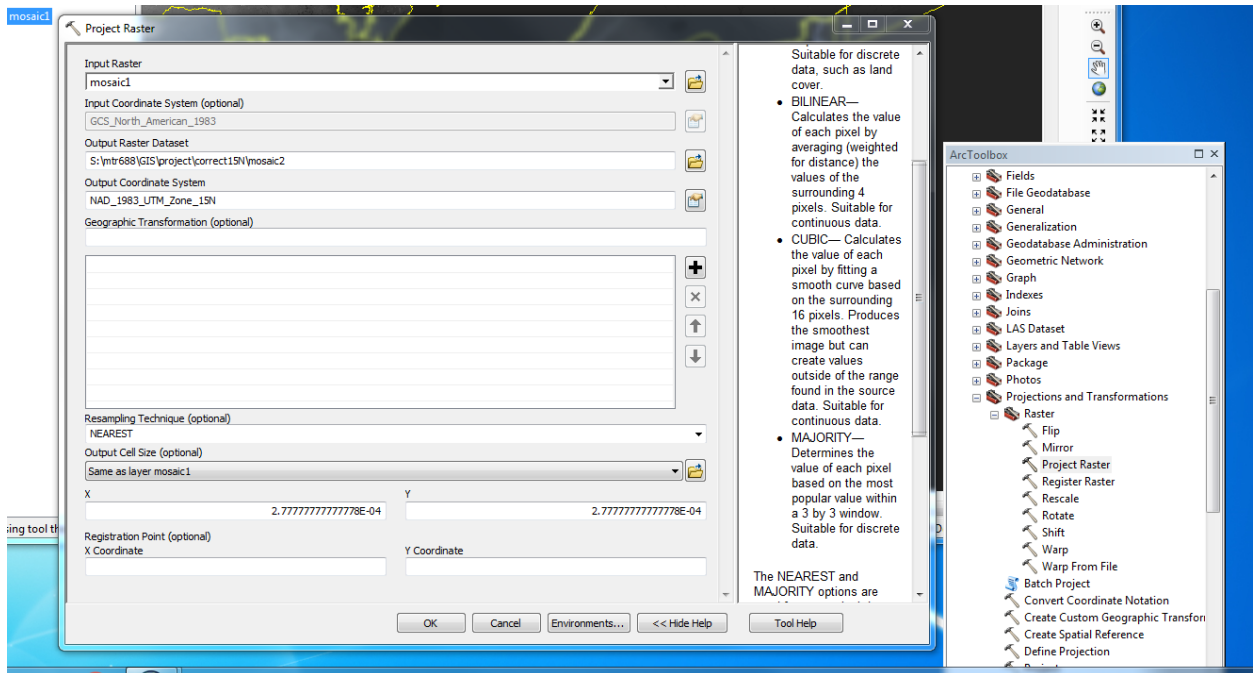 mosaic1
Project Raster
Input Raster
mosaic1
Input Coordinate System (optional)
GCS_North_American_1983
Output Raster Dataset
S:\mtr688\GIS\project\correct15N\mosaic2
Output Coordinate System
NAD_1983_UTM_Zone_15N
Geographic Transformation (optional)
Resampling Technique (optional)
NEAREST
Output Cell Size (optional)
Same as layer mosaic1
X
Y
2.77777777777778E-04
2.77777777777778E-04
Registration Point (optional)
X Coordinate
Y Coordinate
OK
Cancel
Environments...
<< Hide Help
Tool Help
Suitable for discrete
data, such as land
cover.
• BILINEAR—
Calculates the value
of each pixel by
averaging (weighted
for distance) the
values of the
surrounding 4
pixels. Suitable for
continuous data.
• CUBIC— Calculates
the value of each
pixel by fitting a
smooth curve based
on the surrounding
16 pixels. Produces
the smoothest
image but can
create values
outside of the range
found in the source
data. Suitable for
continuous data.
• MAJORITY—
Determines the
value of each pixel
based on the most
popular value within
a 3 by 3 window.
Suitable for discrete
data.
The NEAREST and
MAJORITY options are
sing tool th
ArcToolbox
Fields
File Geodatabase
General
Generalization
Geodatabase Administration
Geometric Network
Graph
Indexes
Joins
LAS Dataset
Layers and Table Views
Package
Photos
Projections and Transformations
Raster
Flip
Mirror
Project Raster
Register Raster
Rescale
Rotate
Shift
Warp
Warp From File
Batch Project
Convert Coordinate Notation
Create Custom Geographic Transfor
Create Spatial Reference
Define Projection